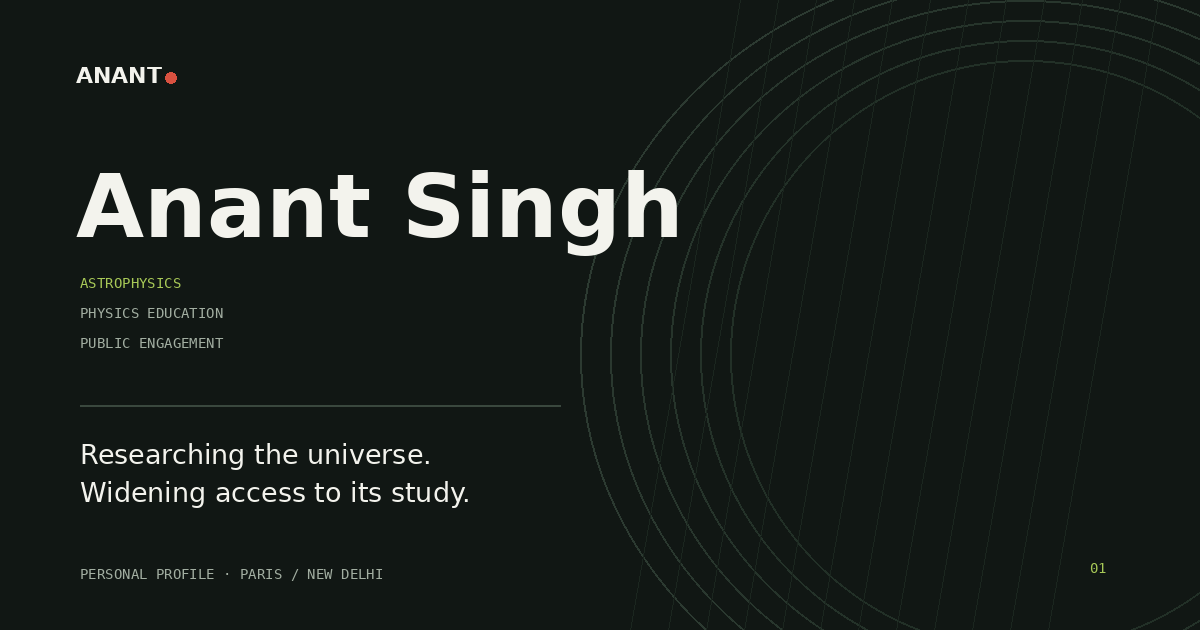 ANANT
Anant Singh
ASTROPHYSICS
PHYSICS EDUCATION
PUBLIC ENGAGEMENT
Researching the universe.
Widening access to its study.
PERSONAL PROFILE · PARIS / NEW DELHI
01